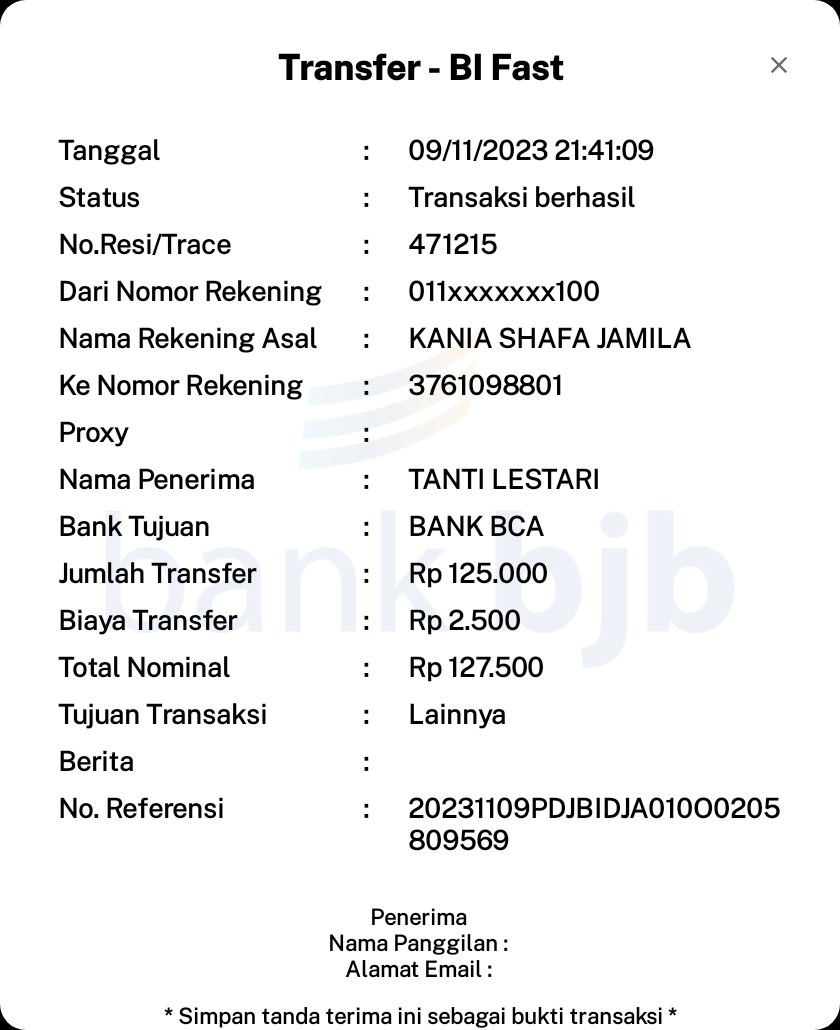 Transfer - BI Fast
Tanggal : 09/11/2023 21:41:09
Status : Transaksi berhasil
No.Resi/Trace : 471215
Dari Nomor Rekening : 011xxxxxxx100
Nama Rekening Asal : KANIA SHAFA JAMILA
Ke Nomor Rekening : 3761098801
Proxy :
Nama Penerima : TANTI LESTARI
Bank Tujuan : BANK BCA
Jumlah Transfer : Rp 125.000
Biaya Transfer : Rp 2.500
Total Nominal : Rp 127.500
Tujuan Transaksi : Lainnya
Berita :
No. Referensi : 20231109PDJBIDJA010O0205
809569
bank bjb
Penerima
Nama Panggilan :
Alamat Email :
* Simpan tanda terima ini sebagai bukti transaksi *